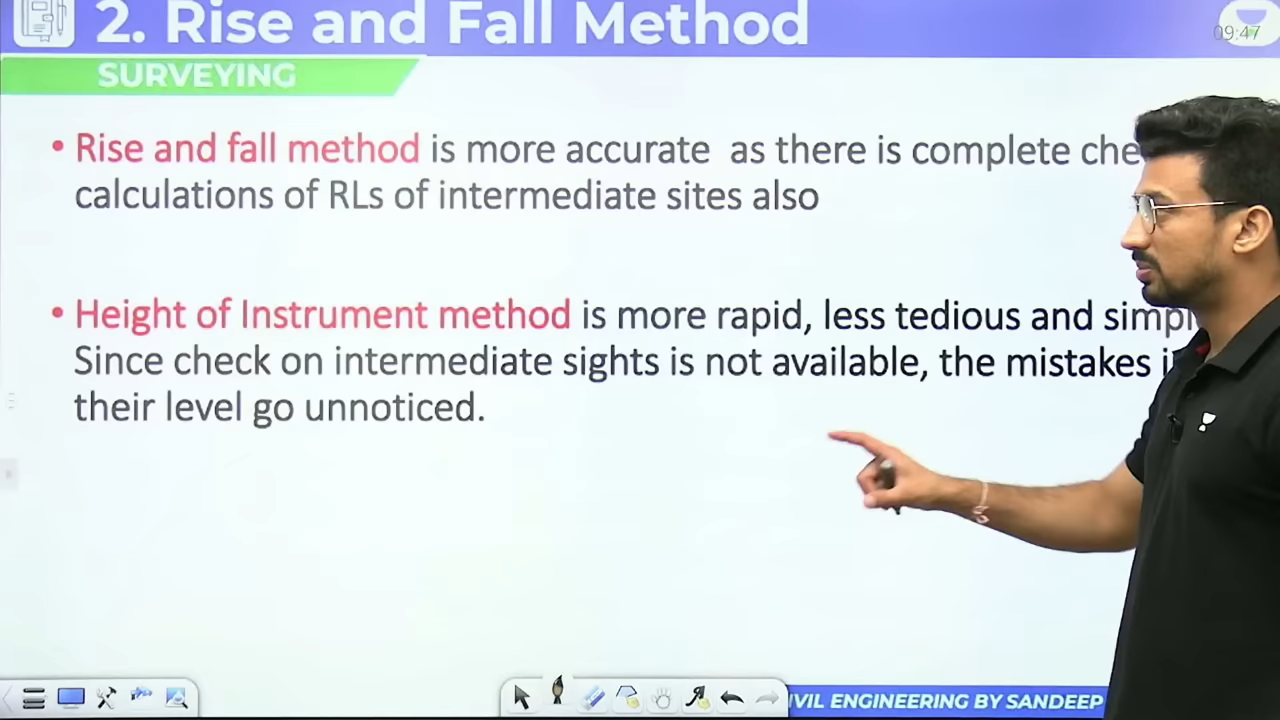 2. Rise and Fall Method
09:47
SURVEYING
• Rise and fall method is more accurate as there is complete
calculations of RLs of intermediate sites also
• Height of Instrument method is more rapid, less tedious and
Since check on intermediate sights is not available, the mistakes
their level go unnoticed.
CIVIL ENGINEERING BY SANDEEP